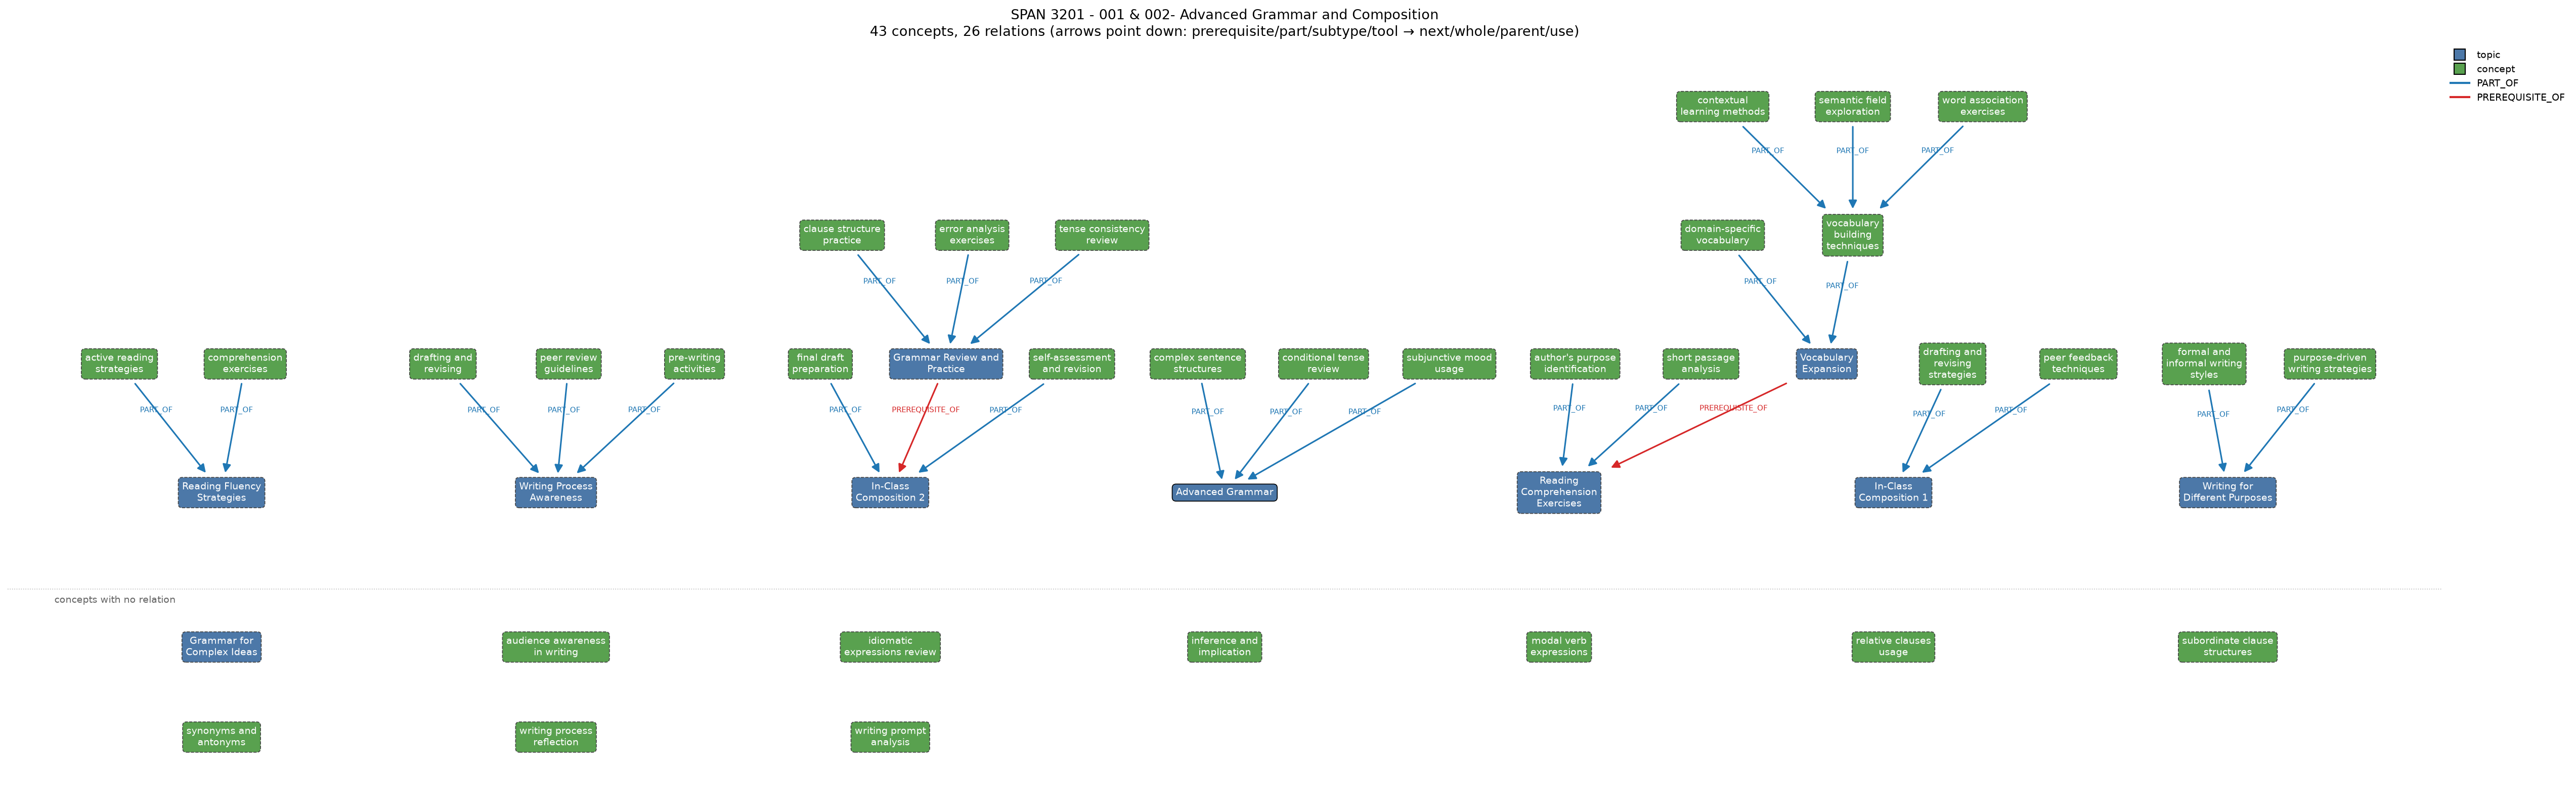 SPAN 3201 - 001 & 002- Advanced Grammar and Composition
43 concepts, 26 relations (arrows point down: prerequisite/part/subtype/tool → next/whole/parent/use)
topic
concept
PART_OF
PREREQUISITE_OF
contextual
learning methods
semantic field
exploration
word association
exercises
PART_OF
PART_OF
PART_OF
clause structure
practice
error analysis
exercises
tense consistency
review
domain-specific
vocabulary
vocabulary
building
techniques
PART_OF
PART_OF
PART_OF
PART_OF
PART_OF
active reading
strategies
comprehension
exercises
drafting and
revising
peer review
guidelines
pre-writing
activities
final draft
preparation
Grammar Review and
Practice
self-assessment
and revision
complex sentence
structures
conditional tense
review
subjunctive mood
usage
author's purpose
identification
short passage
analysis
Vocabulary
Expansion
drafting and
revising
strategies
peer feedback
techniques
formal and
informal writing
styles
purpose-driven
writing strategies
PART_OF
PART_OF
PART_OF
PART_OF
PART_OF
PART_OF
PREREQUISITE_OF
PART_OF
PART_OF
PART_OF
PART_OF
PART_OF
PART_OF
PREREQUISITE_OF
PART_OF
PART_OF
PART_OF
PART_OF
Reading Fluency
Strategies
Writing Process
Awareness
In-Class
Composition 2
Advanced Grammar
Reading
Comprehension
Exercises
In-Class
Composition 1
Writing for
Different Purposes
concepts with no relation
Grammar for
Complex Ideas
audience awareness
in writing
idiomatic
expressions review
inference and
implication
modal verb
expressions
relative clauses
usage
subordinate clause
structures
synonyms and
antonyms
writing process
reflection
writing prompt
analysis